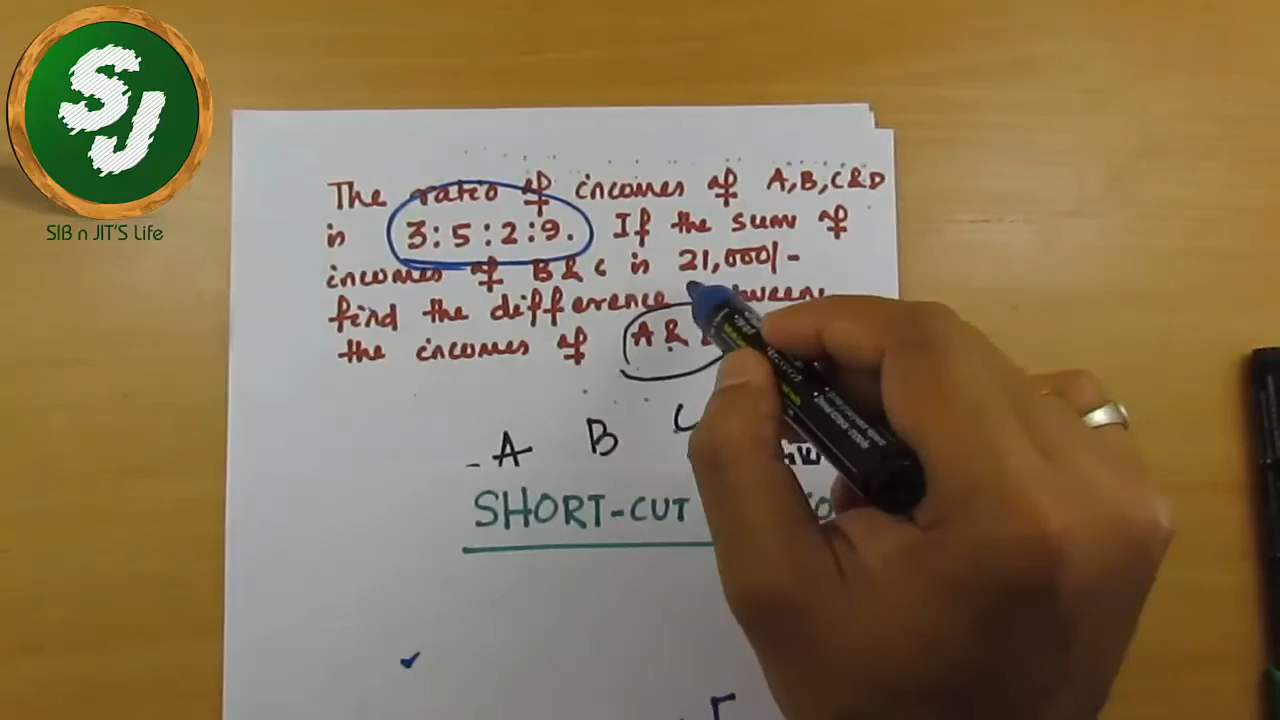 SJ
SIB n JIT'S Life
The ratio of incomes of A,B,C&D
is 3:5:2:9. If the sum of
incomes of B & C is 21,000/-
find the difference
the incomes of A &
A B C
SHORT-CUT